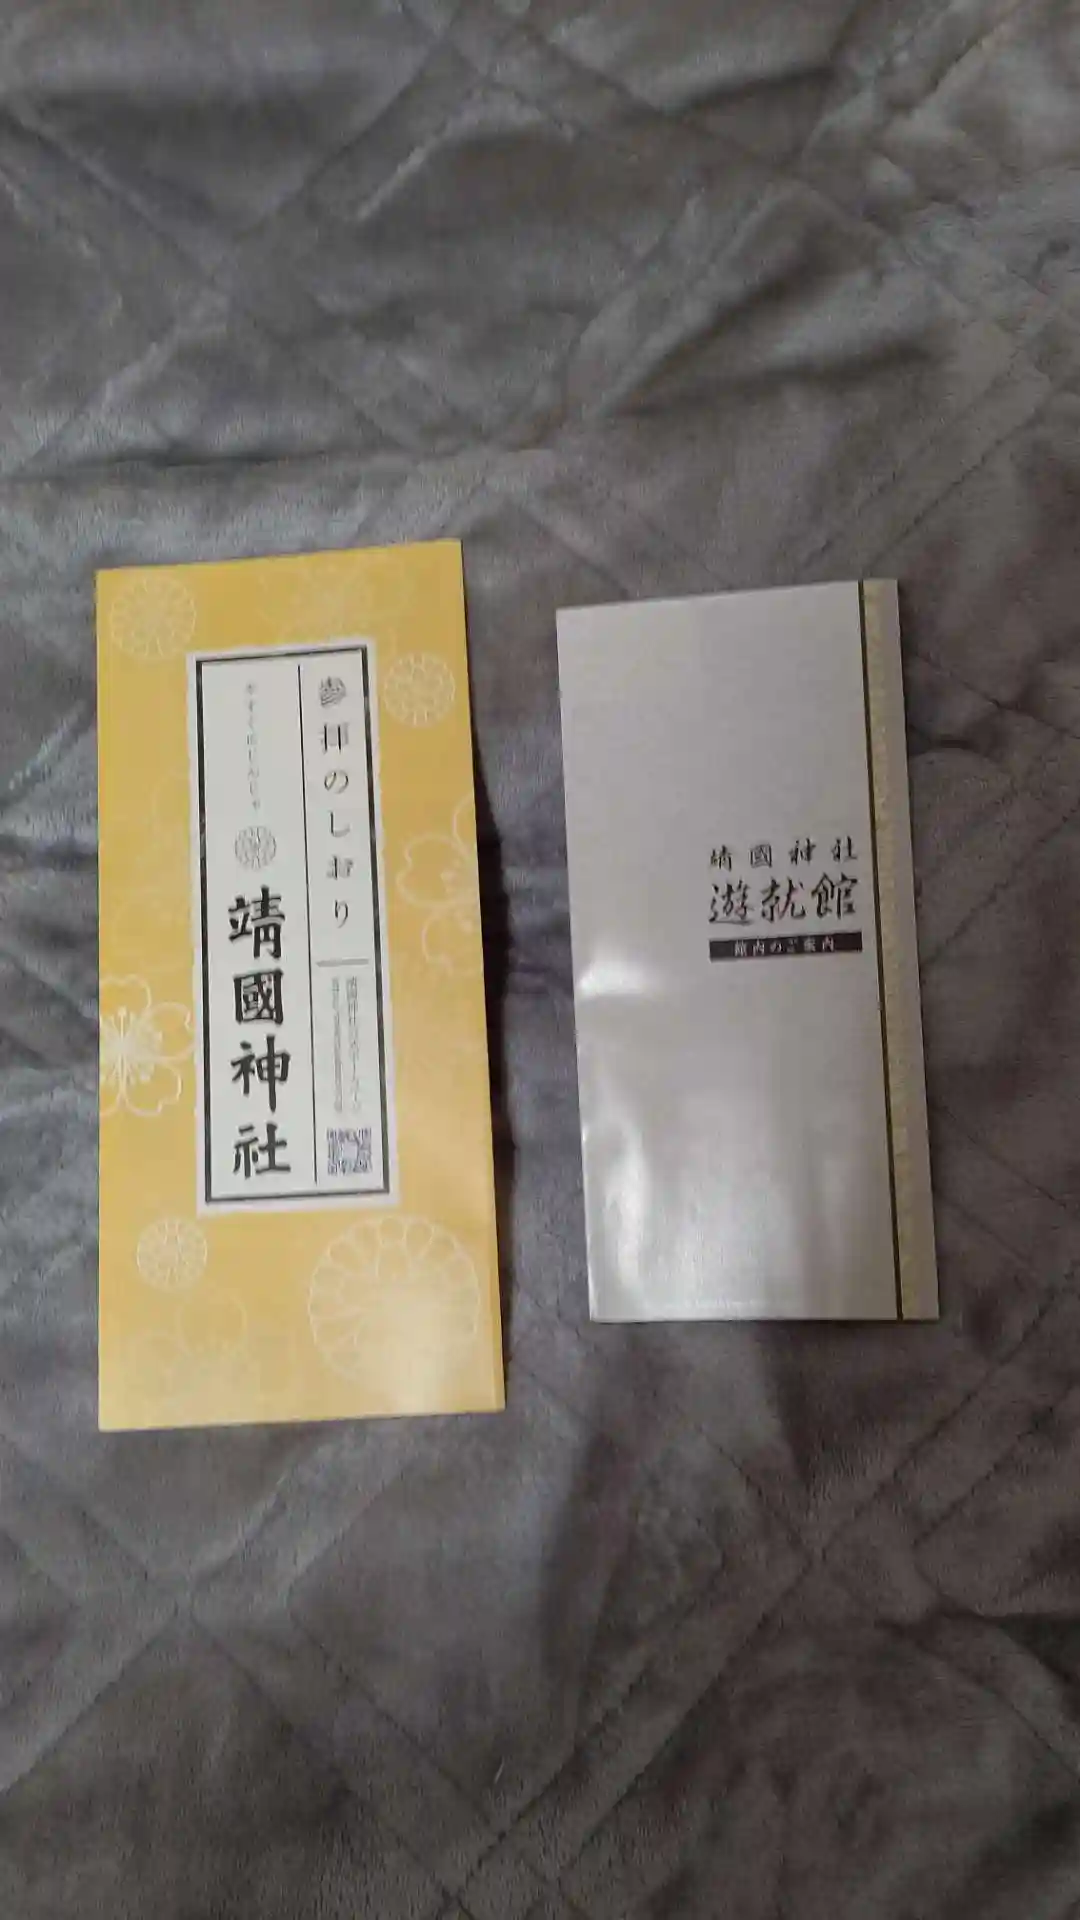 参拝のしおり
やすくにじんじゃ
靖國神社
靖國神社
遊就館
館内のご案内